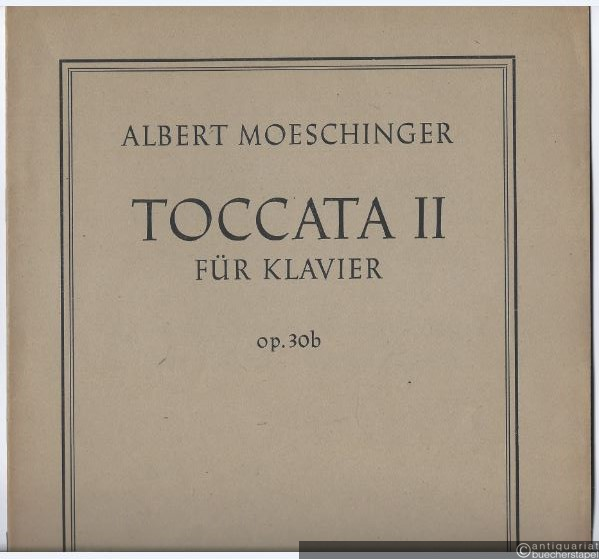 ALBERT MOESCHINGER
TOCCATA II
FÜR KLAVIER
op. 30b
©antiquariat
buecherstapel